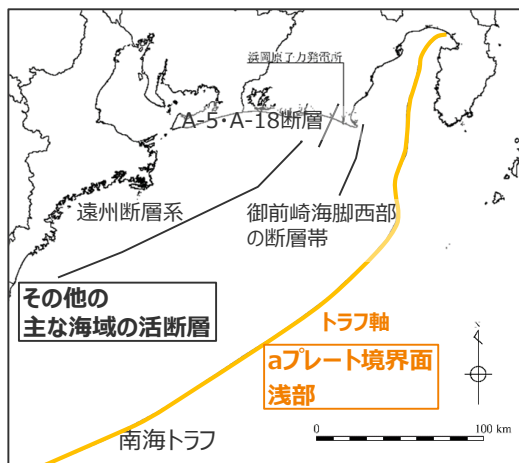 浜岡原子力発電所
A-5・A-18断層
遠州断層系
御前崎海脚西部
の断層帯
その他の
主な海域の活断層
トラフ軸
aプレート境界面
浅部
南海トラフ
N
0
100 km